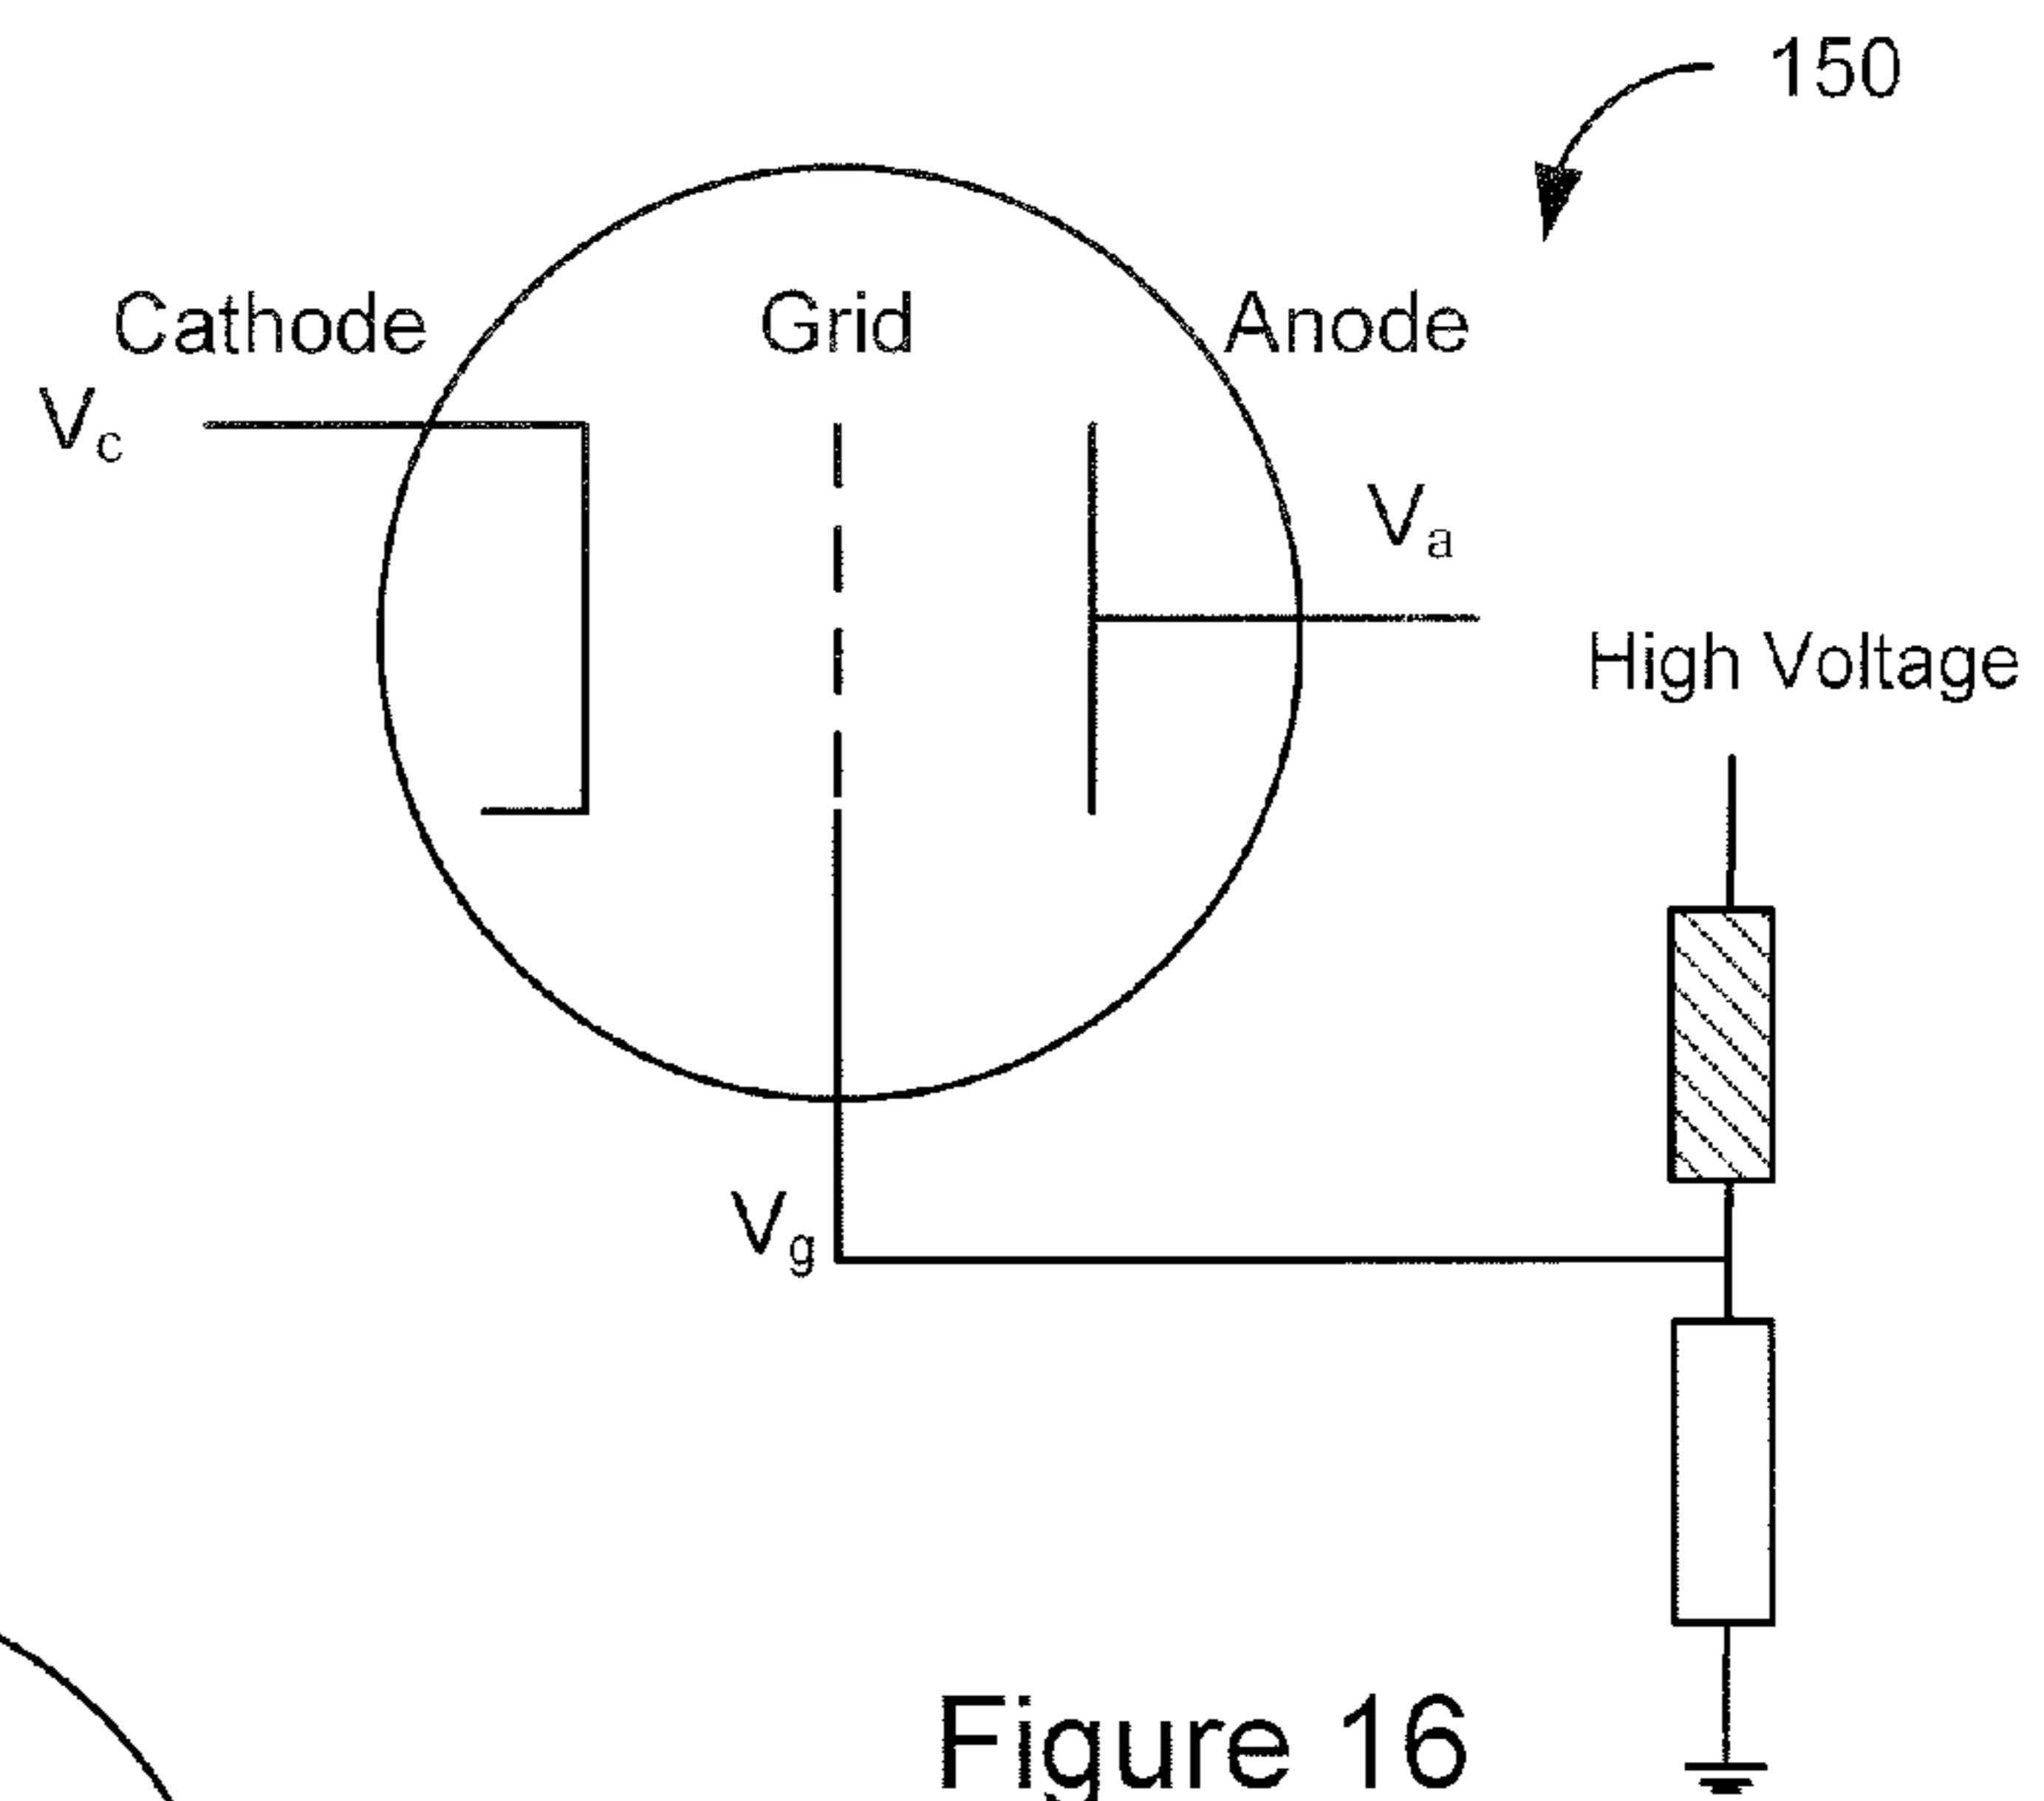 150
Cathode Grid Anode
Vc
Va
High Voltage
Vg
Figure 16